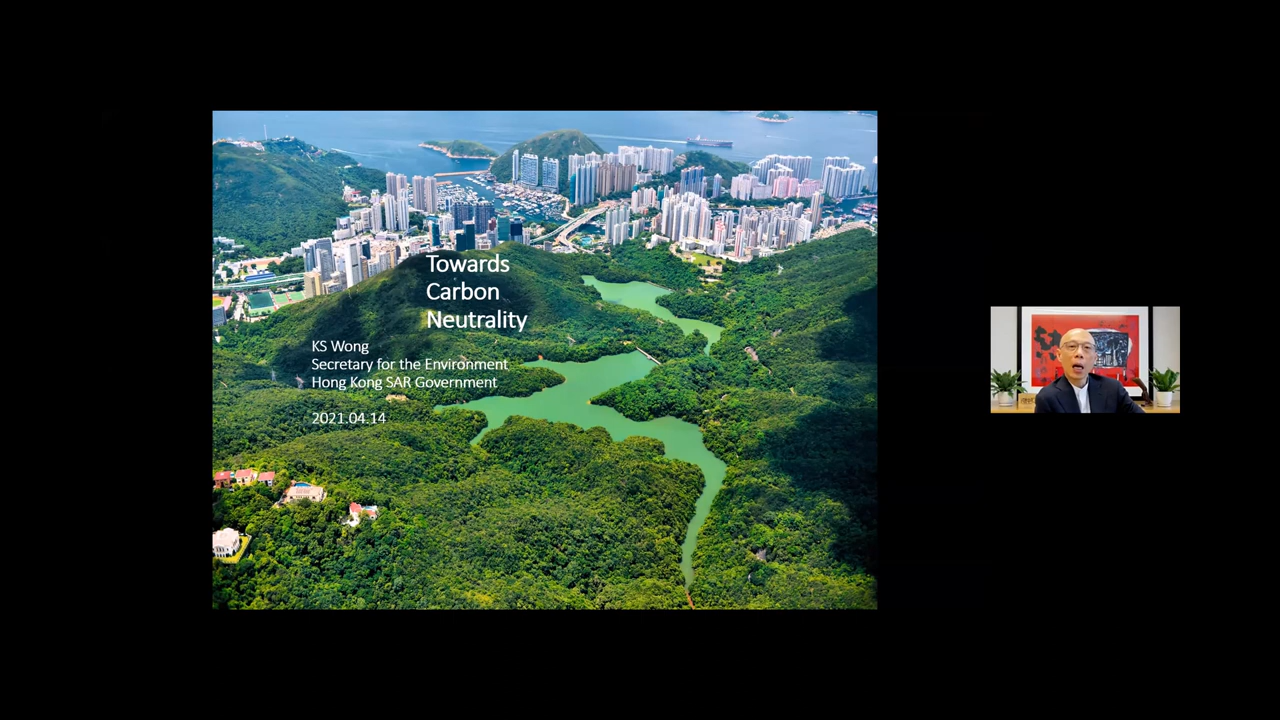 Towards
Carbon
Neutrality
KS Wong
Secretary for the Environment
Hong Kong SAR Government
2021.04.14